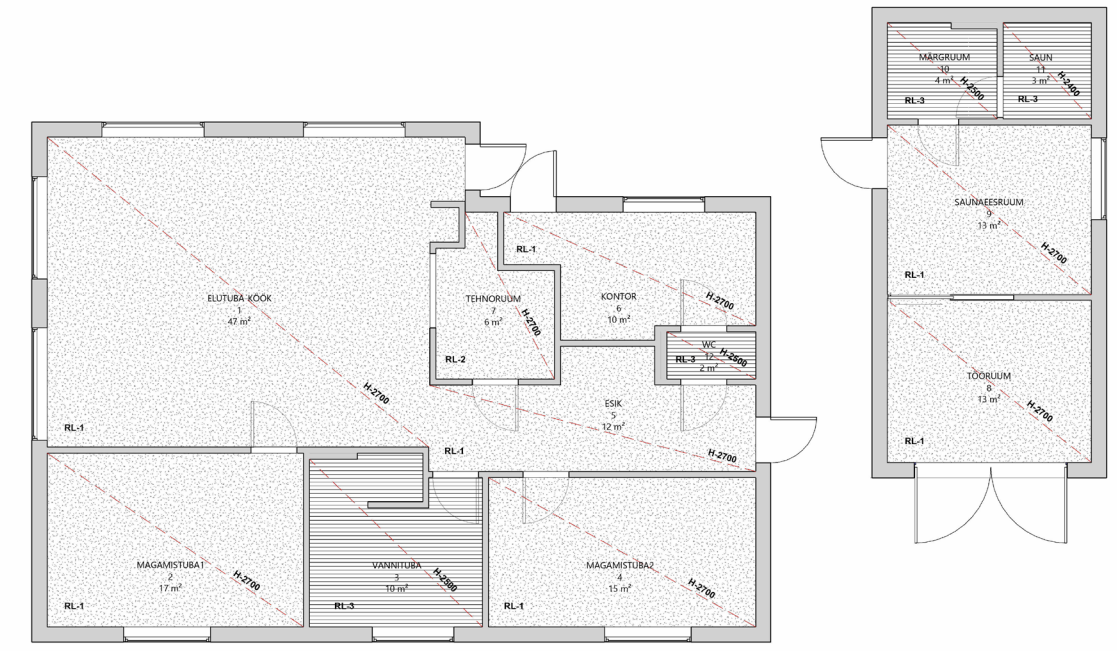 MÄRGRUUM
10
4 m²
H-2500
RL-3
SAUN
11
3 m²
H-2400
RL-3
SAUNAEESRUUM
9
13 m²
H-2700
RL-1
TÖÖRUUM
8
13 m²
H-2700
RL-1
ELUTUBA-KÖÖK
1
47 m²
H-2700
RL-1
TEHNORUUM
7
6 m²
H-2700
RL-2
RL-1
KONTOR
6
10 m²
H-2700
WC
12
2 m²
H-2500
RL-3
ESIK
5
12 m²
H-2700
RL-1
MAGAMISTUBA1
2
17 m²
H-2700
RL-1
VANNITUBA
3
10 m²
H-2500
RL-3
MAGAMISTUBA2
4
15 m²
H-2700
RL-1